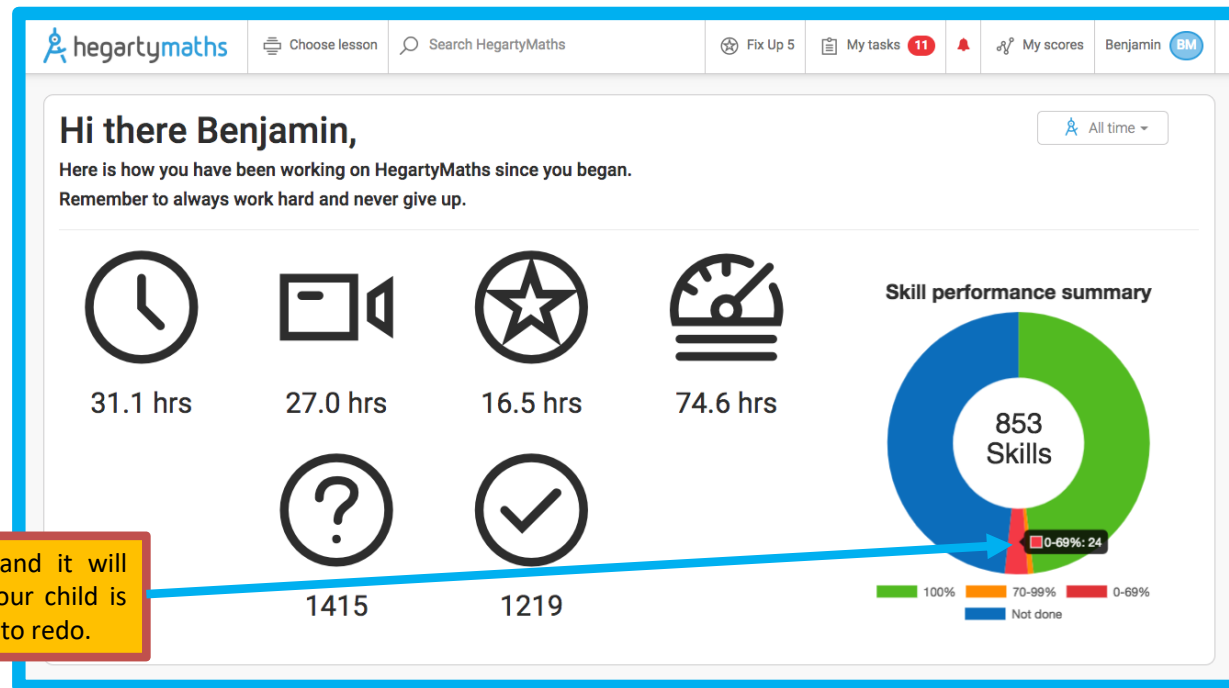 hegartymaths
Choose lesson
Search HegartyMaths
Fix Up 5
My tasks 11
My scores
Benjamin BM
Hi there Benjamin,
All time
Here is how you have been working on HegartyMaths since you began.
Remember to always work hard and never give up.
31.1 hrs
27.0 hrs
16.5 hrs
74.6 hrs
1415
1219
Skill performance summary
853
Skills
0-69%: 24
100%
70-99%
0-69%
Not done
and it will
our child is
to redo.